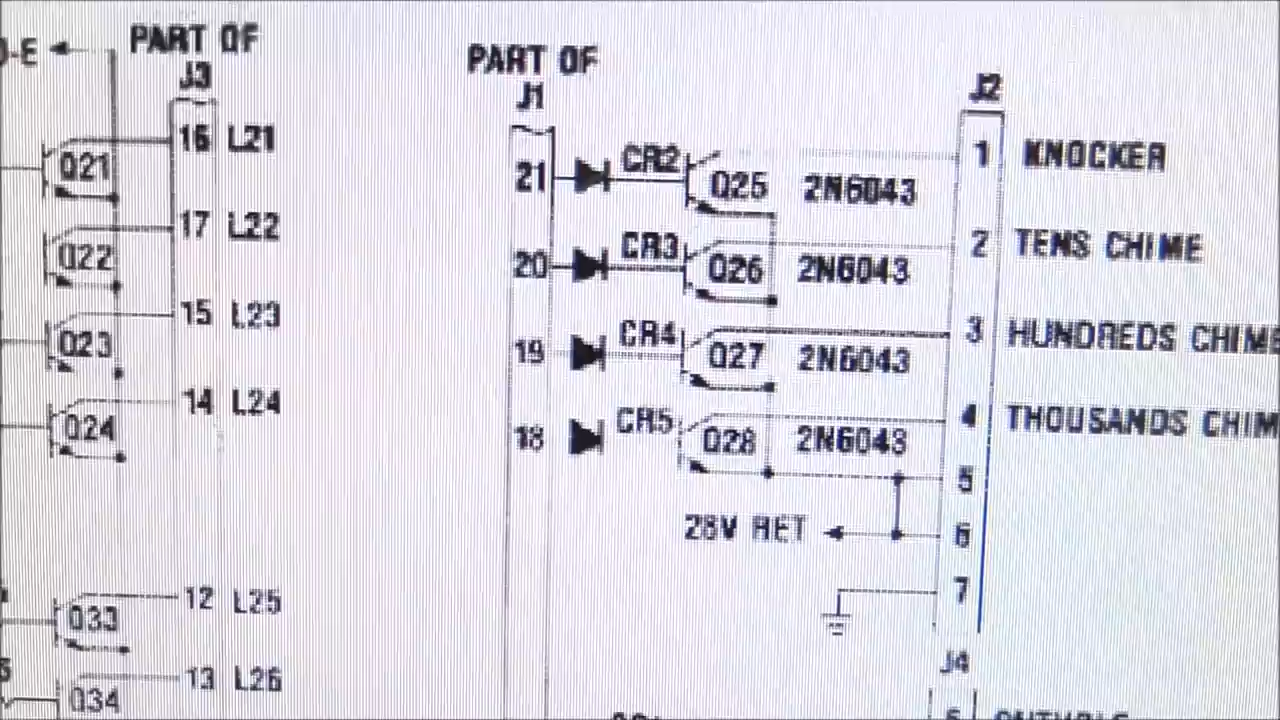 PART OF
J3
16 L21
Q21
17 L22
Q22
15 L23
Q23
14 L24
Q24
12 L25
Q33
13 L26
Q34
PART OF
J1
J2
21 CR2 Q25 2N6043 1 KNOCKER
20 CR3 Q26 2N6043 2 TENS CHIME
19 CR4 Q27 2N6043 3 HUNDREDS CHIME
18 CR5 Q28 2N6043 4 THOUSANDS CHIM
5
28V RET 6
7
J4